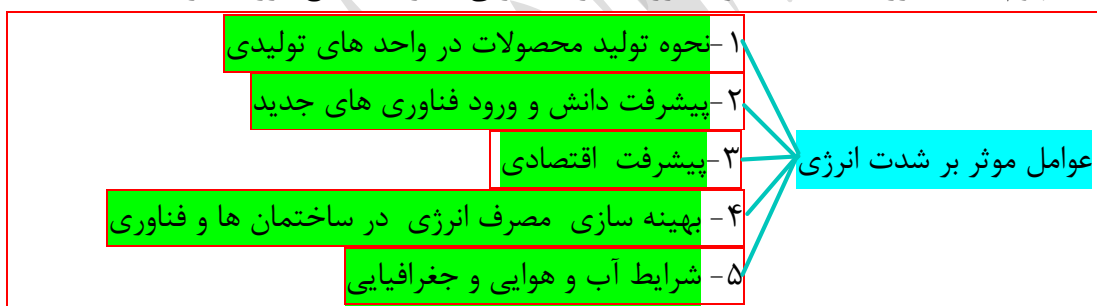 ۱-نحوه تولید محصولات در واحد های تولیدی
۲-پیشرفت دانش و ورود فناوری های جدید
۳-پیشرفت اقتصادی
عوامل موثر بر شدت انرژی
۴- بهینه سازی مصرف انرژی در ساختمان ها و فناوری
۵- شرایط آب و هوایی و جغرافیایی